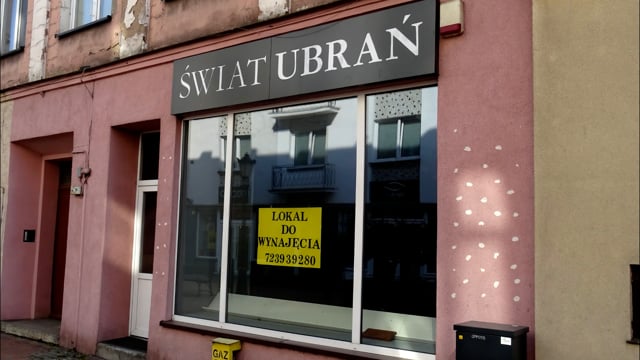 ŚWIAT UBRAŃ
LOKAL
DO
WYNAJĘCIA
723939280
GAZ